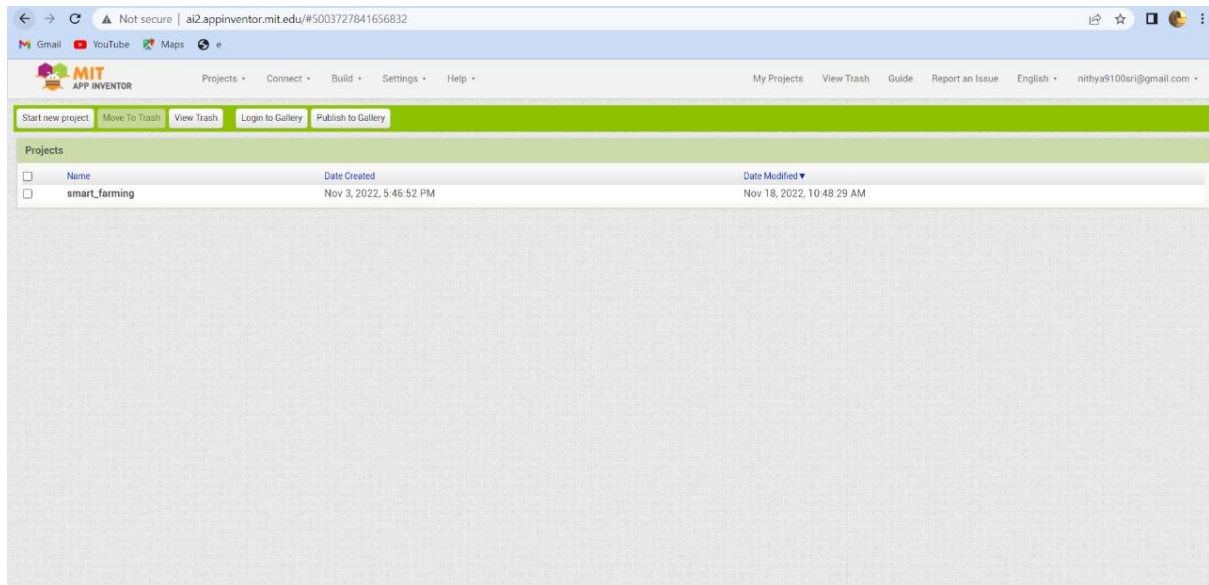 Not secure | ai2.appinventor.mit.edu/#5003727841656832
Gmail YouTube Maps e
MIT APP INVENTOR Projects Connect Build Settings Help My Projects View Trash Guide Report an Issue English nithya9100sri@gmail.com
Start new project Move To Trash View Trash Login to Gallery Publish to Gallery
Projects
Name Date Created Date Modified
smart_farming Nov 3, 2022, 5:46:52 PM Nov 18, 2022, 10:48:29 AM